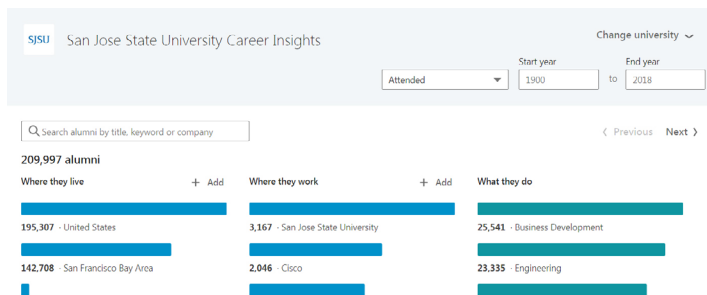 SJSU San Jose State University Career Insights
Change university
Start year
End year
Attended
1900
to
2018
Search alumni by title, keyword or company
Previous Next
209,997 alumni
Where they live
+ Add
195,307 · United States
142,708 · San Francisco Bay Area
Where they work
+ Add
3,167 · San Jose State University
2,046 · Cisco
What they do
25,541 · Business Development
23,335 · Engineering